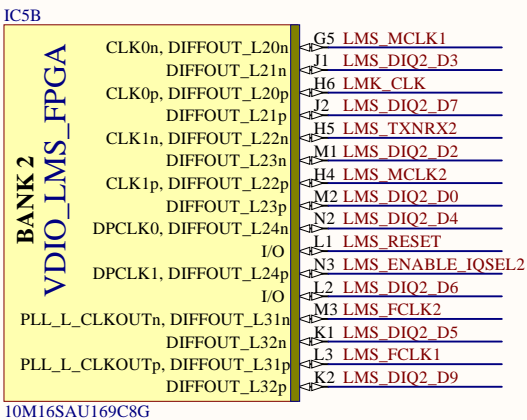 IC5B
BANK 2
VDIO_LMS_FPGA
CLK0n, DIFFOUT_L20n G5 LMS_MCLK1
DIFFOUT_L21n J1 LMS_DIQ2_D3
CLK0p, DIFFOUT_L20p H6 LMK_CLK
DIFFOUT_L21p J2 LMS_DIQ2_D7
CLK1n, DIFFOUT_L22n H5 LMS_TXNRX2
DIFFOUT_L23n M1 LMS_DIQ2_D2
CLK1p, DIFFOUT_L22p H4 LMS_MCLK2
DIFFOUT_L23p M2 LMS_DIQ2_D0
DPCLK0, DIFFOUT_L24n N2 LMS_DIQ2_D4
I/O L1 LMS_RESET
DPCLK1, DIFFOUT_L24p N3 LMS_ENABLE_IQSEL2
I/O L2 LMS_DIQ2_D6
PLL_L_CLKOUTn, DIFFOUT_L31n M3 LMS_FCLK2
DIFFOUT_L32n K1 LMS_DIQ2_D5
PLL_L_CLKOUTp, DIFFOUT_L31p L3 LMS_FCLK1
DIFFOUT_L32p K2 LMS_DIQ2_D9
10M16SAU169C8G